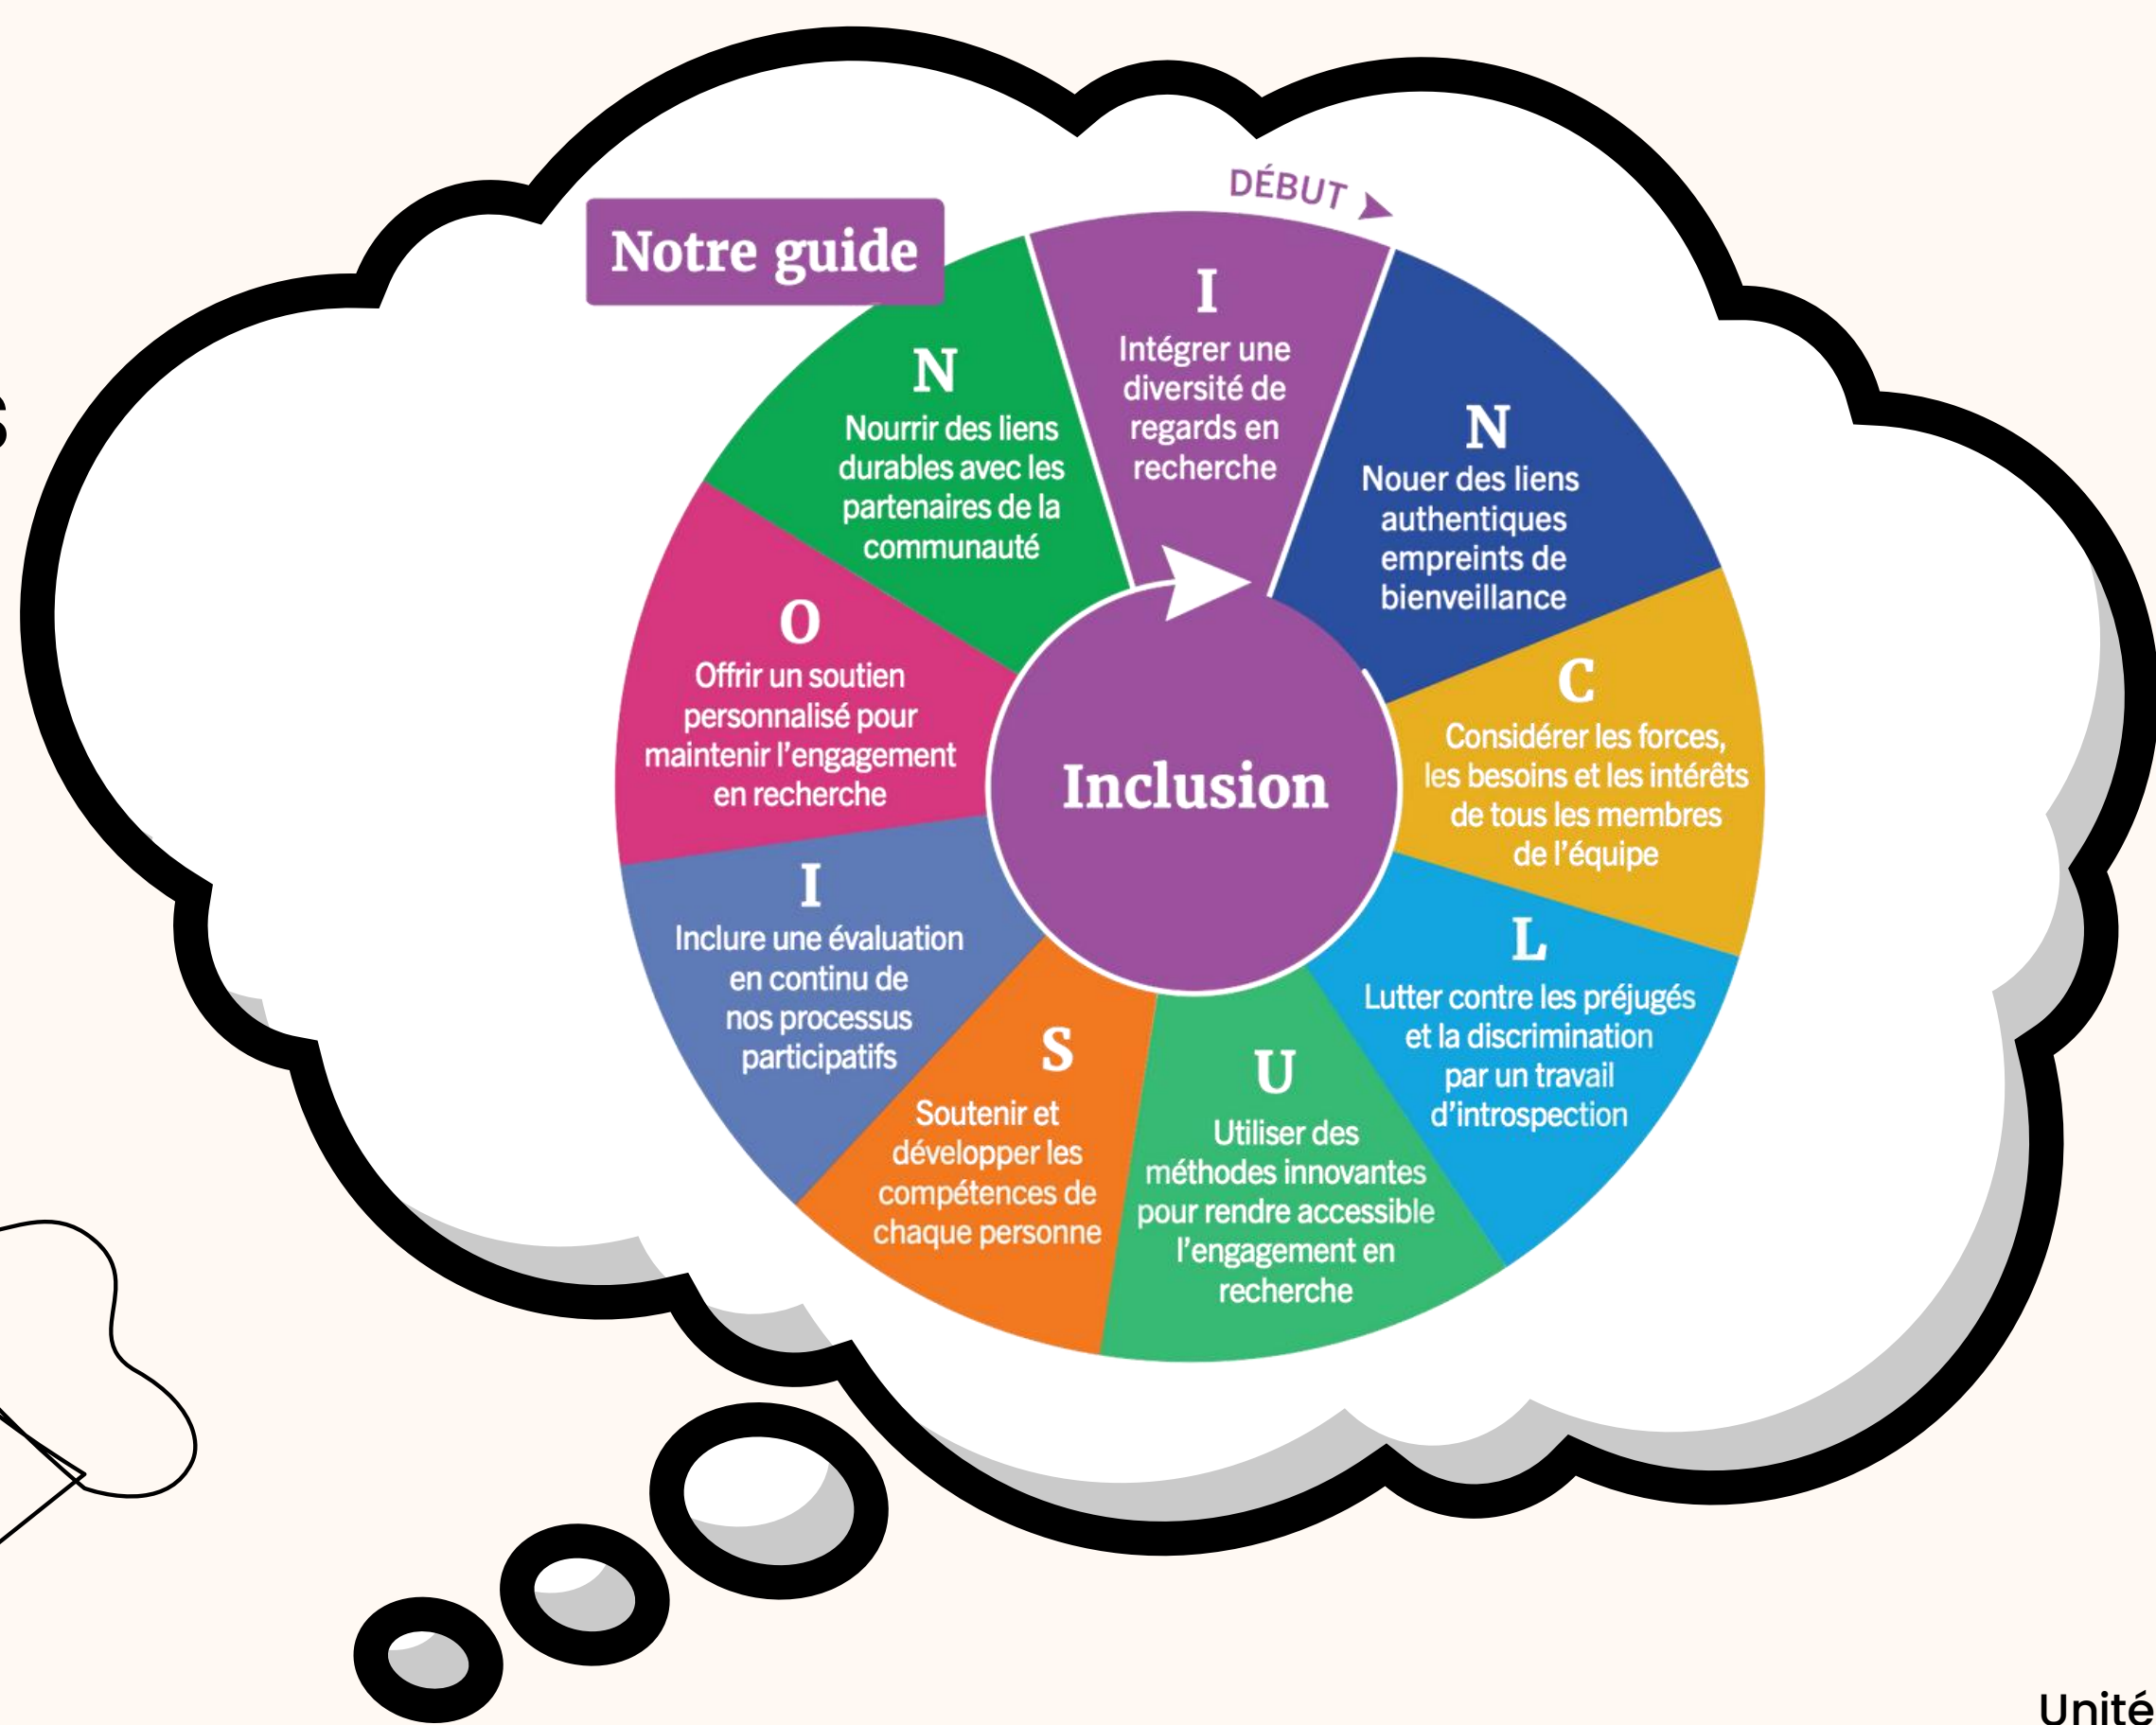 Notre guide
DÉBUT
I
Intégrer une
diversité de
regards en
recherche
N
Nouer des liens
authentiques
empreints de
bienveillance
C
Considérer les forces,
les besoins et les intérêts
de tous les membres
de l'équipe
L
Lutter contre les préjugés
et la discrimination
par un travail
d'introspection
U
Utiliser des
méthodes innovantes
pour rendre accessible
l'engagement en
recherche
S
Soutenir et
développer les
compétences de
chaque personne
I
Inclure une évaluation
en continu de
nos processus
participatifs
O
Offrir un soutien
personnalisé pour
maintenir l'engagement
en recherche
N
Nourrir des liens
durables avec les
partenaires de la
communauté
Inclusion
Unité